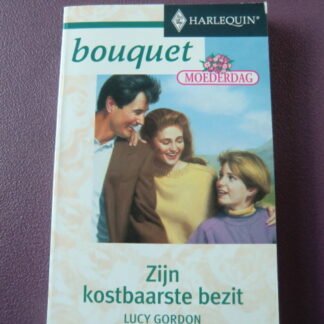 HARLEQUIN®
bouquet
MOEDERDAG
Zijn
kostbaarste bezit
LUCY GORDON